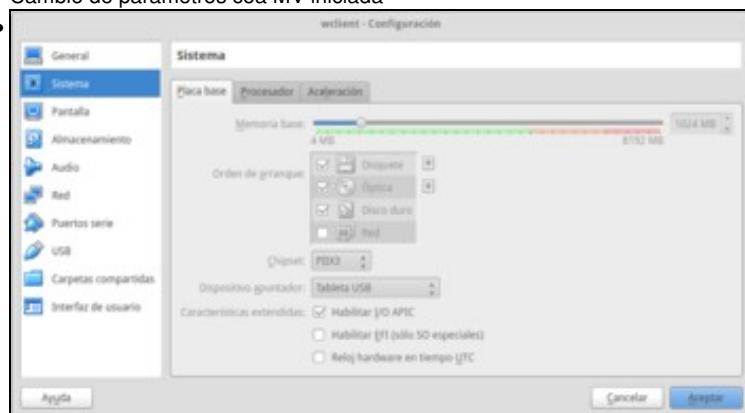 Cambio de parámetros coa MV iniciada
wclient - Configuración
General
Sistema
Pantalla
Almacenamiento
Audio
Red
Puertos serie
USB
Carpetas compartidas
Interfaz de usuario
Sistema
Placa base Procesador Aceleración
Memoria base: 1024 MB
4 MB 8192 MB
Orden de arranque: Disquete
Óptica
Disco duro
Red
Chipset: PIIX3
Dispositivo apuntador: Tableta USB
Características extendidas: Habilitar I/O APIC
Habilitar EFI (sólo SO especiales)
Reloj hardware en tiempo UTC
Ayuda Cancelar Aceptar